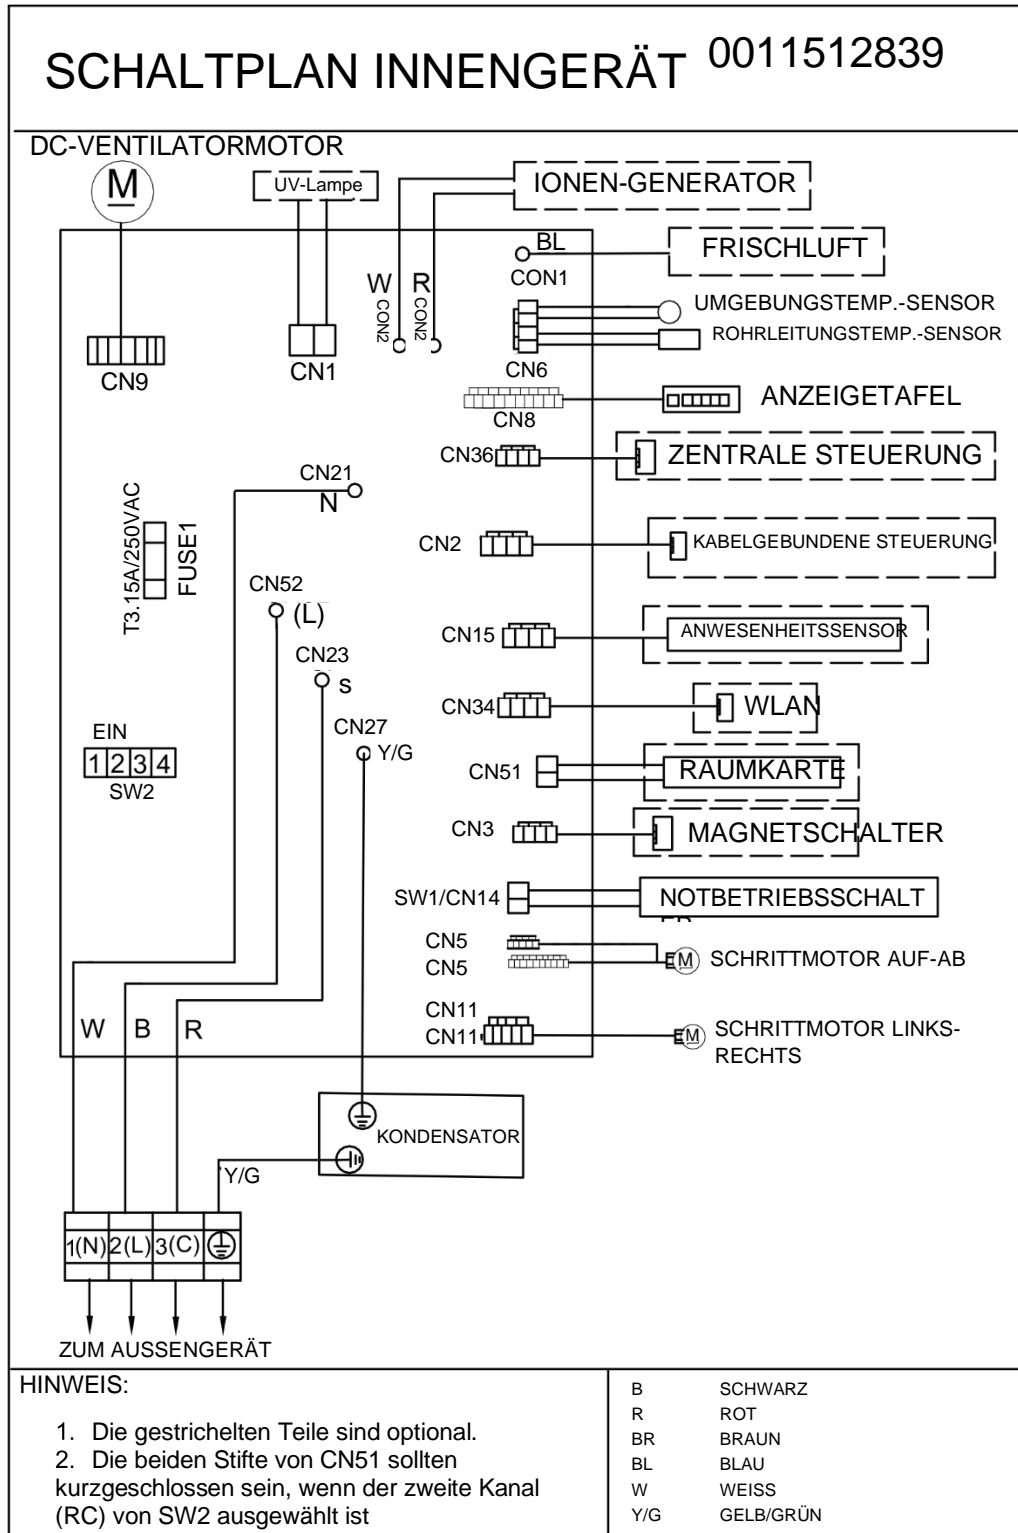 SCHALTPLAN INNENGERÄT 0011512839
DC-VENTILATORMOTOR
M
UV-Lampe
IONEN-GENERATOR
BL
FRISCHLUFT
CON1
W
R
CON2
CON2
UMGEBUNGSTEMP.-SENSOR
ROHRLEITUNGSTEMP.-SENSOR
CN9
CN1
CN6
ANZEIGETAFEL
CN8
CN36
ZENTRALE STEUERUNG
CN21
N
T3.15A/250VAC
FUSE1
CN2
KABELGEBUNDENE STEUERUNG
CN52
(L)
CN15
ANWESENHEITSSENSOR
CN23
S
CN34
WLAN
CN27
Y/G
EIN
1 2 3 4
SW2
CN51
RAUMKARTE
CN3
MAGNETSCHALTER
SW1/CN14
NOTBETRIEBSSCHALT
CN5
CN5
M
SCHRITTMOTOR AUF-AB
CN11
CN11
M
SCHRITTMOTOR LINKS-
RECHTS
W
B
R
KONDENSATOR
Y/G
1(N) 2(L) 3(C)
ZUM AUSSENGERÄT
HINWEIS:
1. Die gestrichelten Teile sind optional.
2. Die beiden Stifte von CN51 sollten
kurzgeschlossen sein, wenn der zweite Kanal
(RC) von SW2 ausgewählt ist
B SCHWARZ
R ROT
BR BRAUN
BL BLAU
W WEISS
Y/G GELB/GRÜN